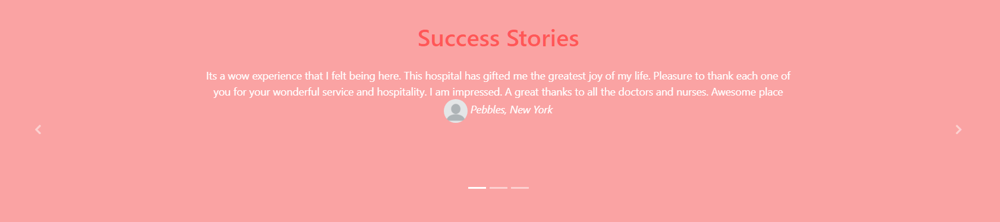 Success Stories
Its a wow experience that I felt being here. This hospital has gifted me the greatest joy of my life. Pleasure to thank each one of
you for your wonderful service and hospitality. I am impressed. A great thanks to all the doctors and nurses. Awesome place
Pebbles, New York